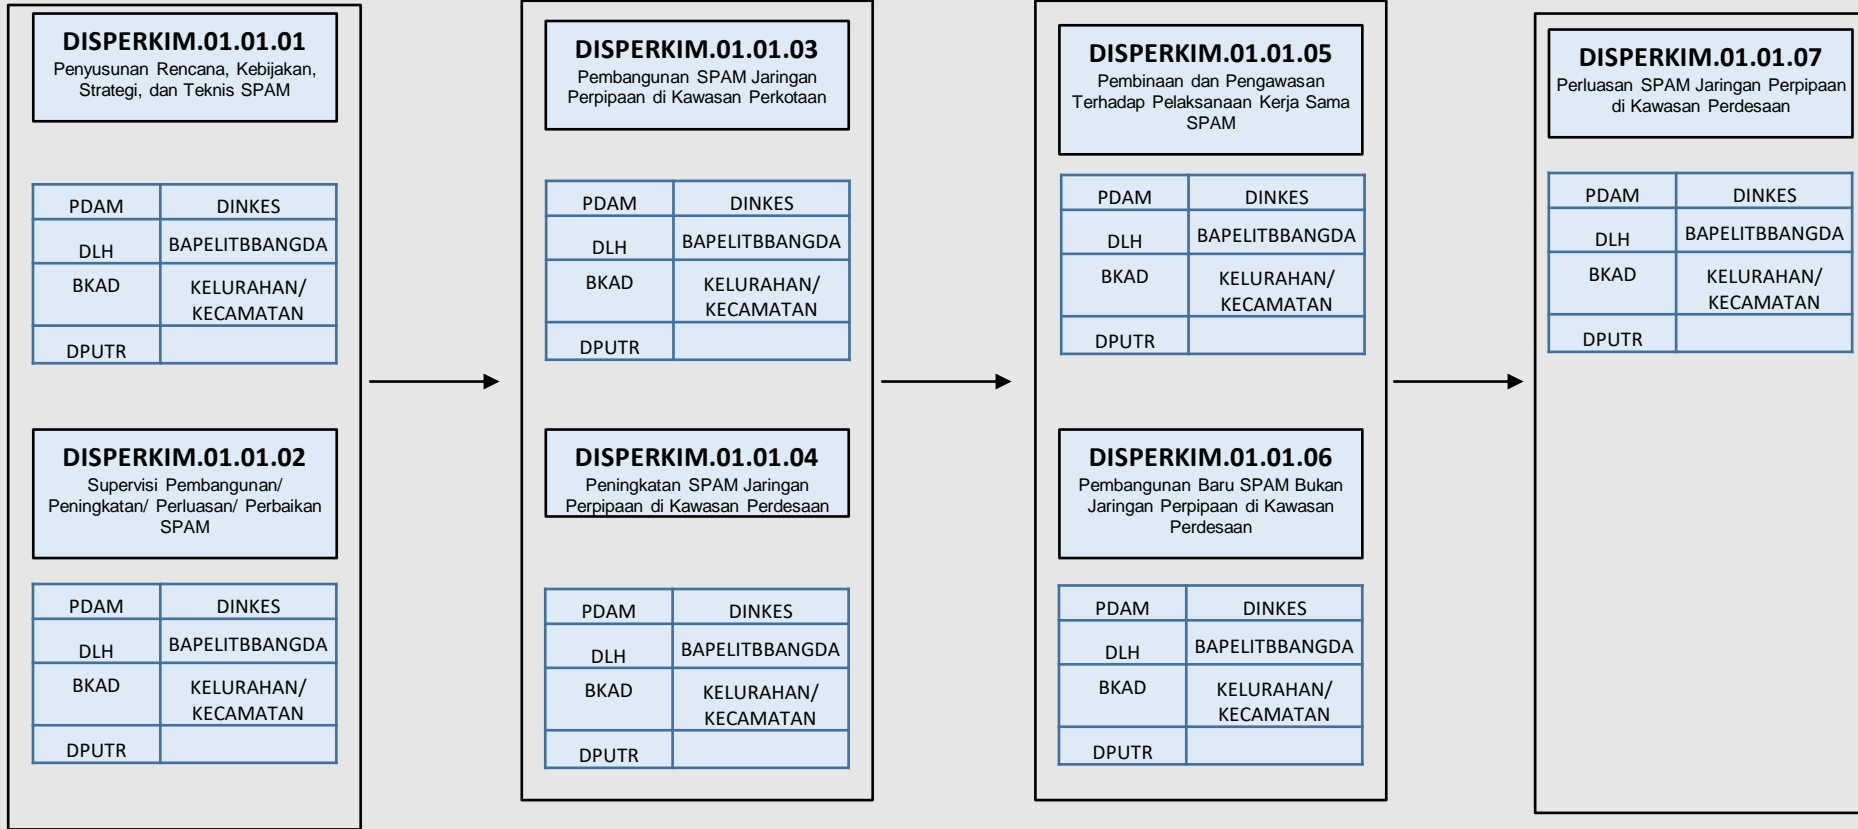 DISPERKIM.01.01.01
Penyusunan Rencana, Kebijakan,
Strategi, dan Teknis SPAM
PDAM DINKES
DLH BAPELITBBANGDA
BKAD KELURAHAN/
KECAMATAN
DPUTR
DISPERKIM.01.01.02
Supervisi Pembangunan/
Peningkatan/ Perluasan/ Perbaikan
SPAM
PDAM DINKES
DLH BAPELITBBANGDA
BKAD KELURAHAN/
KECAMATAN
DPUTR
DISPERKIM.01.01.03
Pembangunan SPAM Jaringan
Perpipaan di Kawasan Perkotaan
PDAM DINKES
DLH BAPELITBBANGDA
BKAD KELURAHAN/
KECAMATAN
DPUTR
DISPERKIM.01.01.04
Peningkatan SPAM Jaringan
Perpipaan di Kawasan Perdesaan
PDAM DINKES
DLH BAPELITBBANGDA
BKAD KELURAHAN/
KECAMATAN
DPUTR
DISPERKIM.01.01.05
Pembinaan dan Pengawasan
Terhadap Pelaksanaan Kerja Sama
SPAM
PDAM DINKES
DLH BAPELITBBANGDA
BKAD KELURAHAN/
KECAMATAN
DPUTR
DISPERKIM.01.01.06
Pembangunan Baru SPAM Bukan
Jaringan Perpipaan di Kawasan
Perdesaan
PDAM DINKES
DLH BAPELITBBANGDA
BKAD KELURAHAN/
KECAMATAN
DPUTR
DISPERKIM.01.01.07
Perluasan SPAM Jaringan Perpipaan
di Kawasan Perdesaan
PDAM DINKES
DLH BAPELITBBANGDA
BKAD KELURAHAN/
KECAMATAN
DPUTR